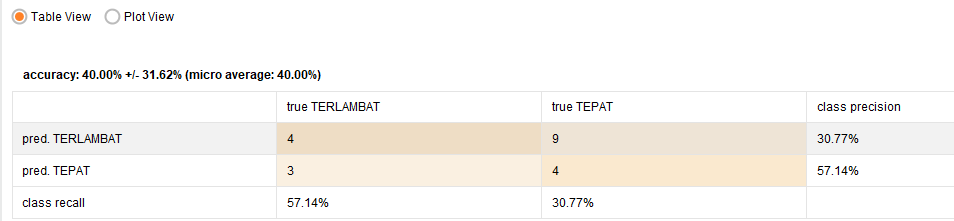 Table View Plot View
accuracy: 40.00% +/- 31.62% (micro average: 40.00%)
true TERLAMBAT true TEPAT class precision
pred. TERLAMBAT 4 9 30.77%
pred. TEPAT 3 4 57.14%
class recall 57.14% 30.77%